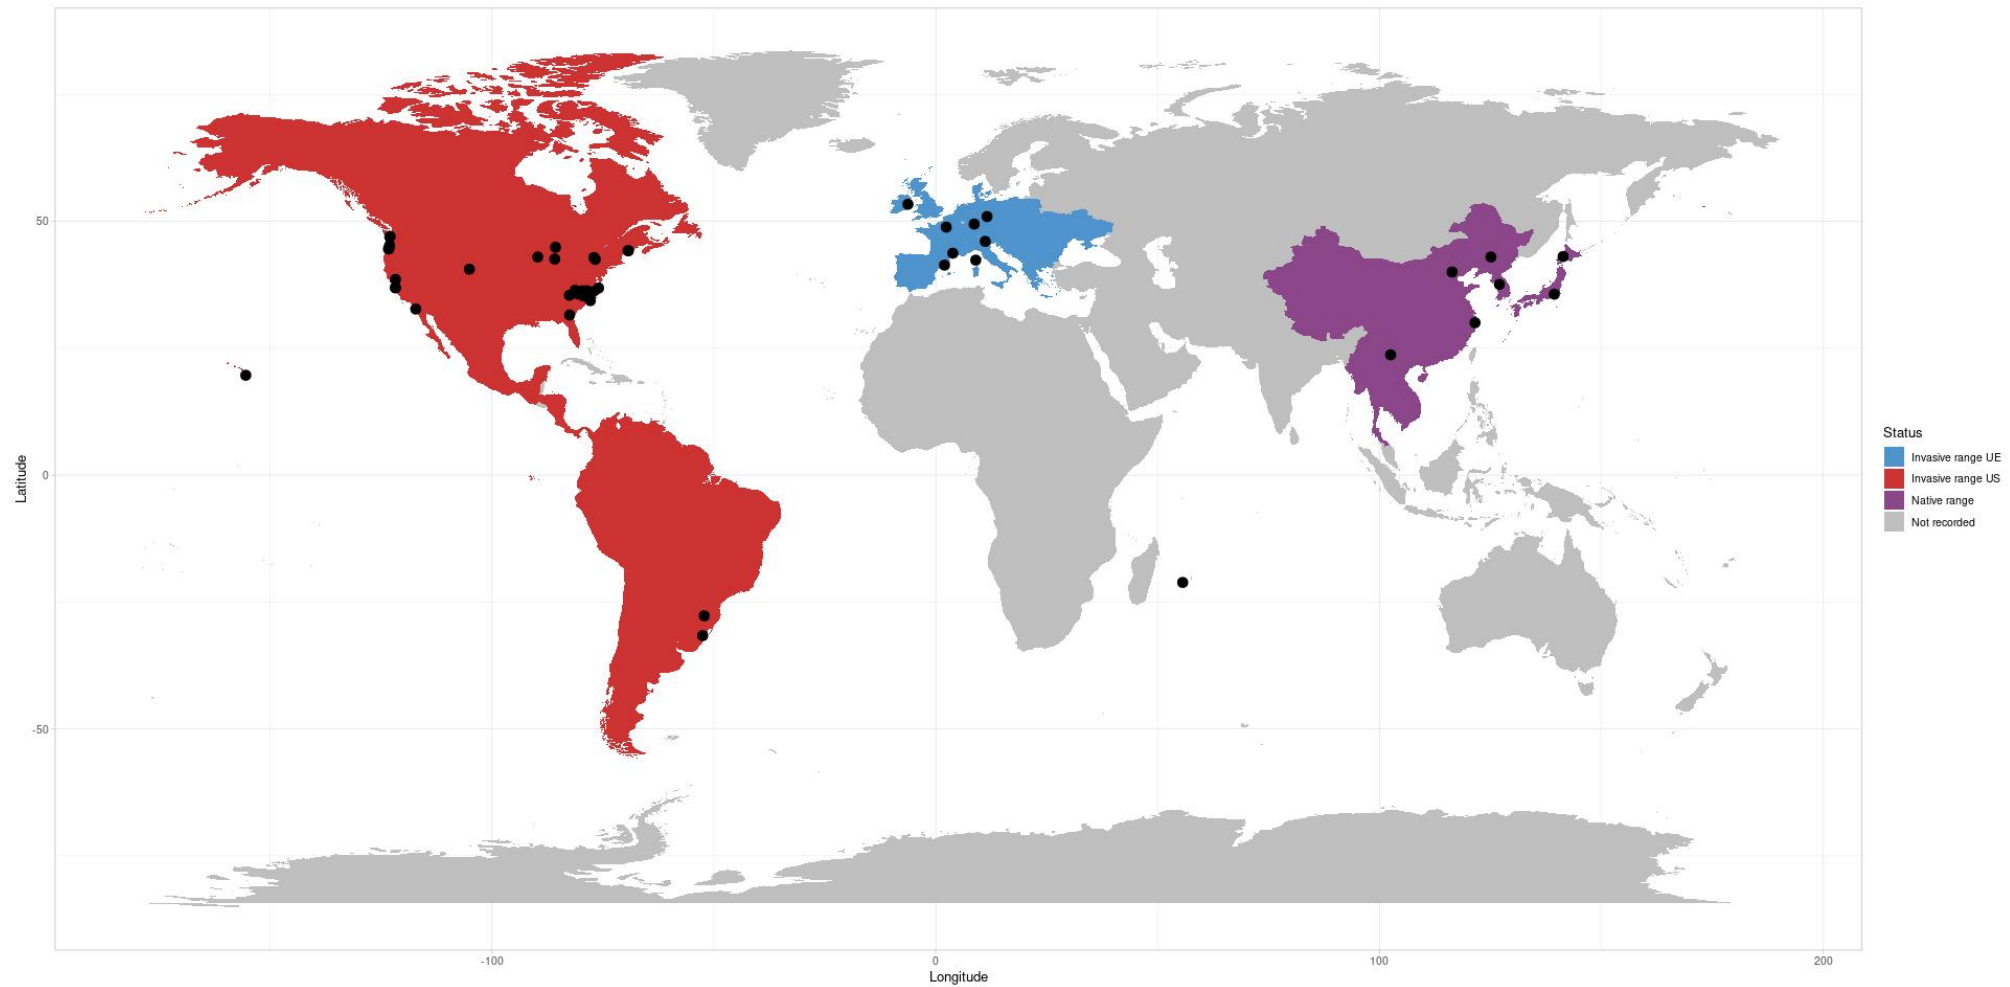 50
0
-50
Latitude
-100
0
100
200
Longitude
Status
Invasive range UE
Invasive range US
Native range
Not recorded